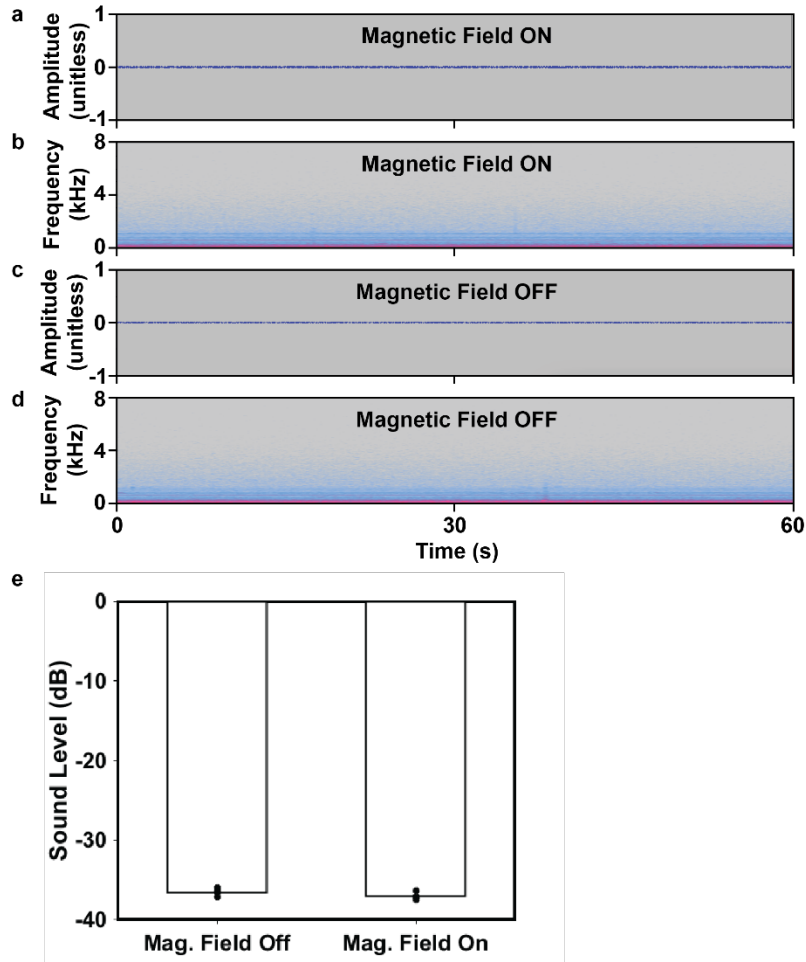 a
Amplitude
(unitless)
1
0
-1
Magnetic Field ON
b
Frequency
(kHz)
8
4
0
Magnetic Field ON
c
Amplitude
(unitless)
1
0
-1
Magnetic Field OFF
d
Frequency
(kHz)
8
4
0
Magnetic Field OFF
0 30 60
Time (s)
e
Sound Level (dB)
0
-10
-20
-30
-40
Mag. Field Off Mag. Field On